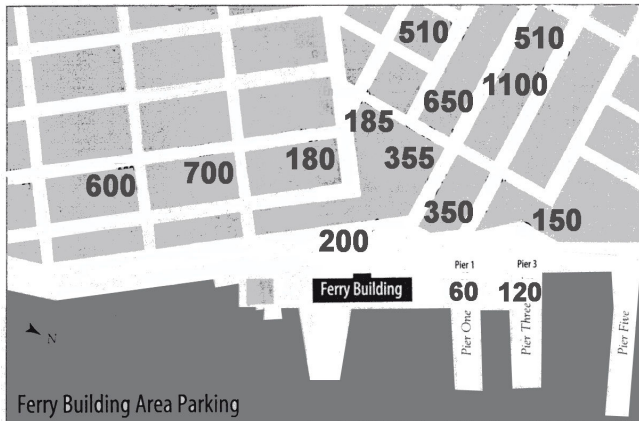 510
510
1100
650
185
355
180
700
600
350
150
200
Pier 1
Pier 3
Ferry Building
60
120
Pier One
Pier Three
Pier Five
N
Ferry Building Area Parking